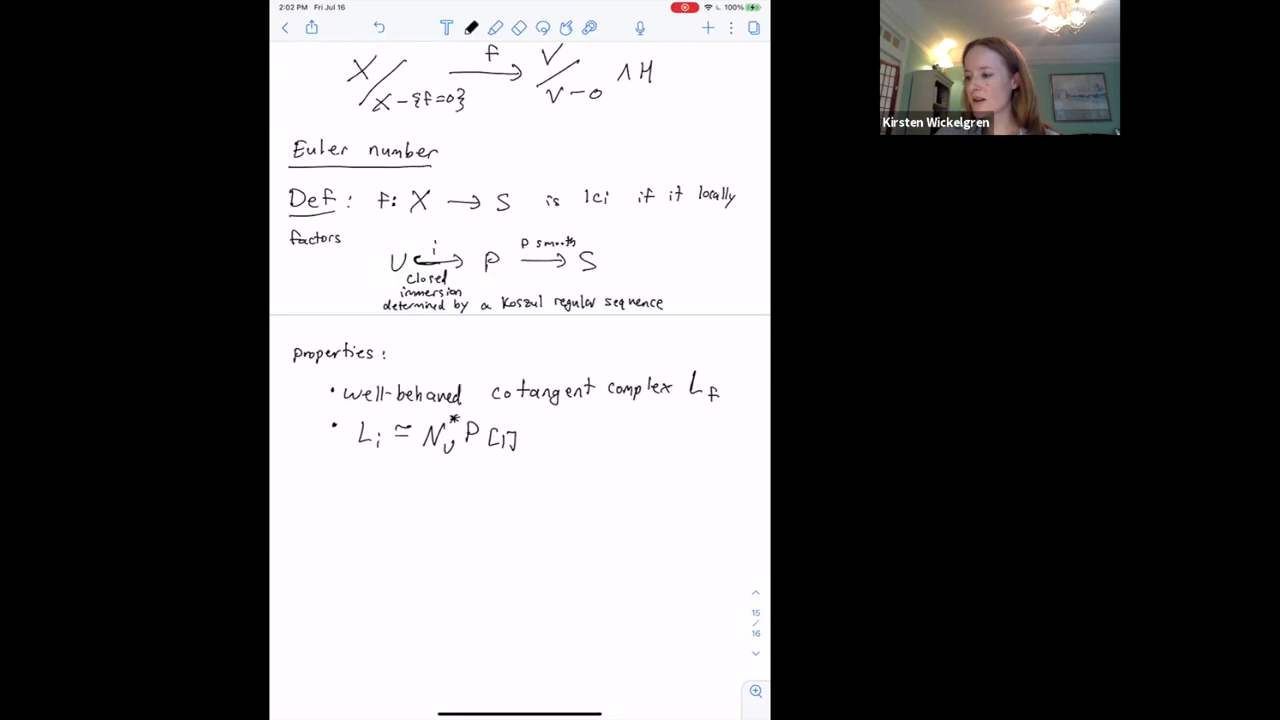 2:02 PM Fri Jul 16
100%
X/X-{f=0} —f→ V/V-0 ∧ M
Euler number
Def: f: X → S is lci if it locally
factors
U ↪ P → S
i
p smooth
closed
immersion
determined by a Koszul regular sequence
properties:
• well-behaved cotangent complex L_f
• L_i ≃ N_U^* P [1]
15
/
16
Kirsten Wickelgren